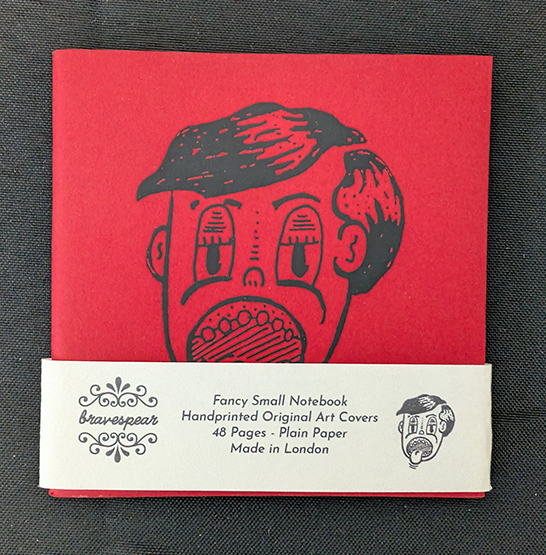 bravespear
Fancy Small Notebook
Handprinted Original Art Covers
48 Pages - Plain Paper
Made in London